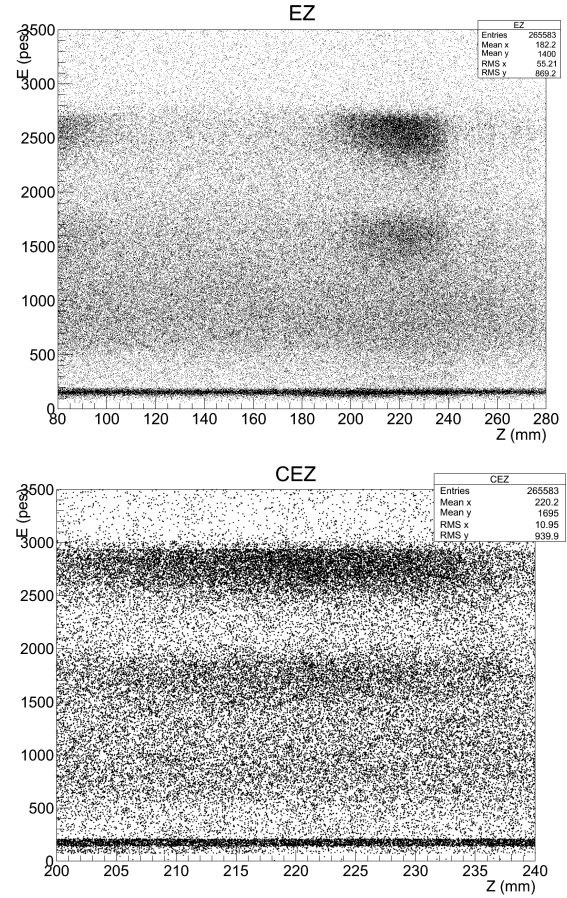 EZ
EZ
Entries 265583
Mean x 182.2
Mean y 1400
RMS x 55.21
RMS y 869.2
E (pes)
3500
3000
2500
2000
1500
1000
500
0
80 100 120 140 160 180 200 220 240 260 280
Z (mm)
CEZ
CEZ
Entries 265583
Mean x 220.2
Mean y 1695
RMS x 10.95
RMS y 939.9
E (pes)
3500
3000
2500
2000
1500
1000
500
0
200 205 210 215 220 225 230 235 240
Z (mm)